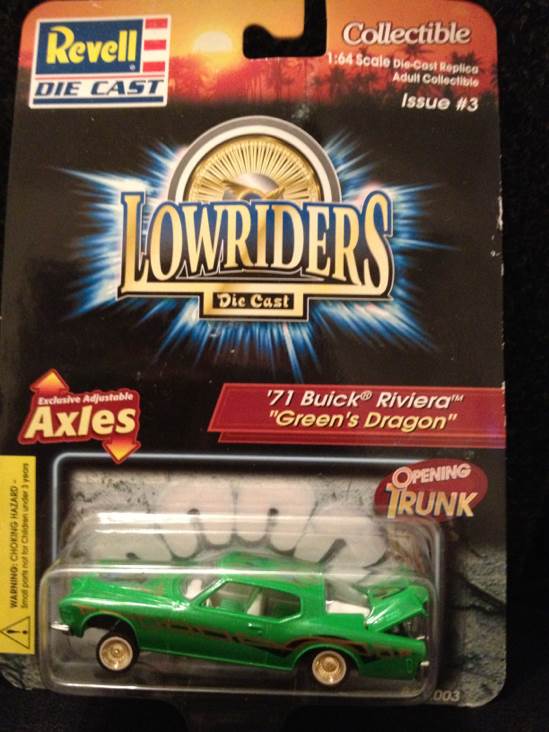 Revell
DIE CAST
Collectible
1:64 Scale Die-Cast Replica
Adult Collectible
Issue #3
LOWRIDERS
Die Cast
Exclusive Adjustable
Axles
'71 Buick® Riviera™
"Green's Dragon"
OPENING
TRUNK
WARNING: CHOKING HAZARD -
Small parts not for Children under 3 years
003